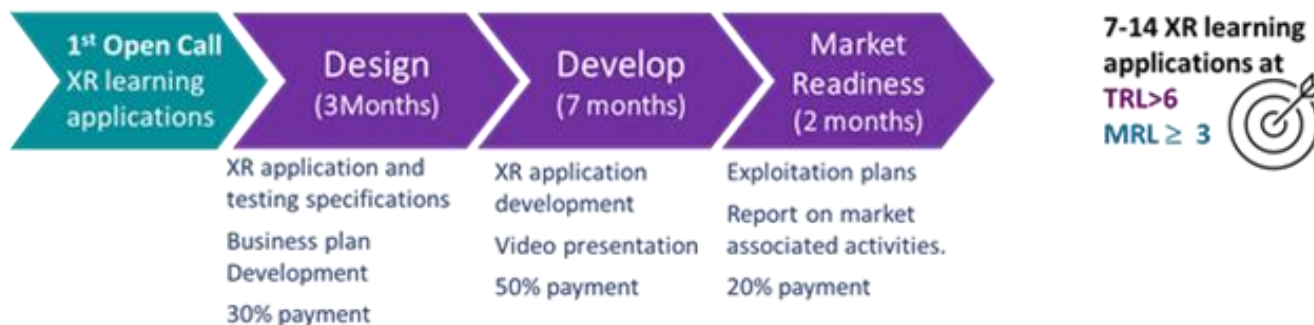 1st Open Call
XR learning
applications
Design
(3Months)
Develop
(7 months)
Market
Readiness
(2 months)
XR application and
testing specifications
Business plan
Development
30% payment
XR application
development
Video presentation
50% payment
Exploitation plans
Report on market
associated activities.
20% payment
7-14 XR learning
applications at
TRL>6
MRL ≥ 3